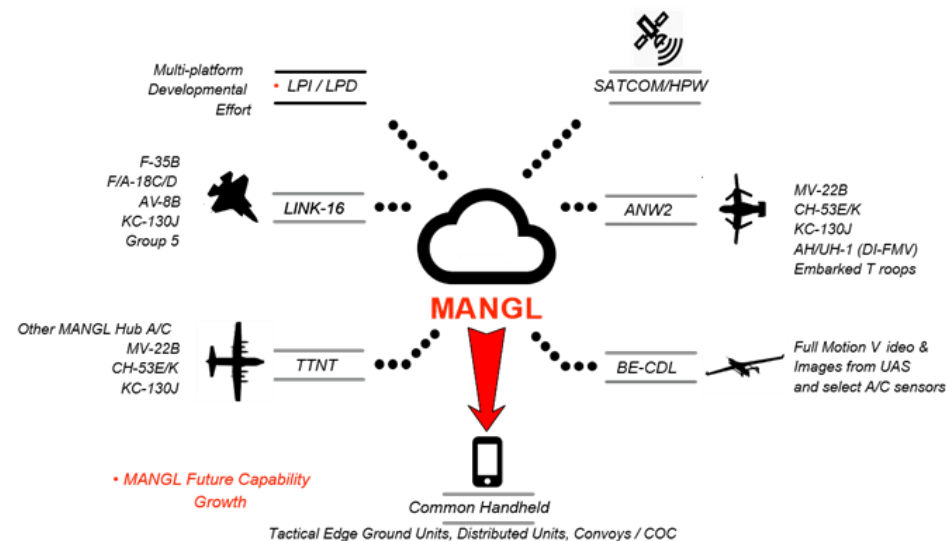 Multi-platform
Developmental
Effort
• LPI / LPD
SATCOM/HPW
F-35B
F/A-18C/D
AV-8B
KC-130J
Group 5
LINK-16
ANW2
MV-22B
CH-53E/K
KC-130J
AH/UH-1 (DI-FMV)
Embarked T roops
MANGL
Other MANGL Hub A/C
MV-22B
CH-53E/K
KC-130J
TTNT
BE-CDL
Full Motion V ideo &
Images from UAS
and select A/C sensors
• MANGL Future Capability
Growth
Common Handheld
Tactical Edge Ground Units, Distributed Units, Convoys / COC